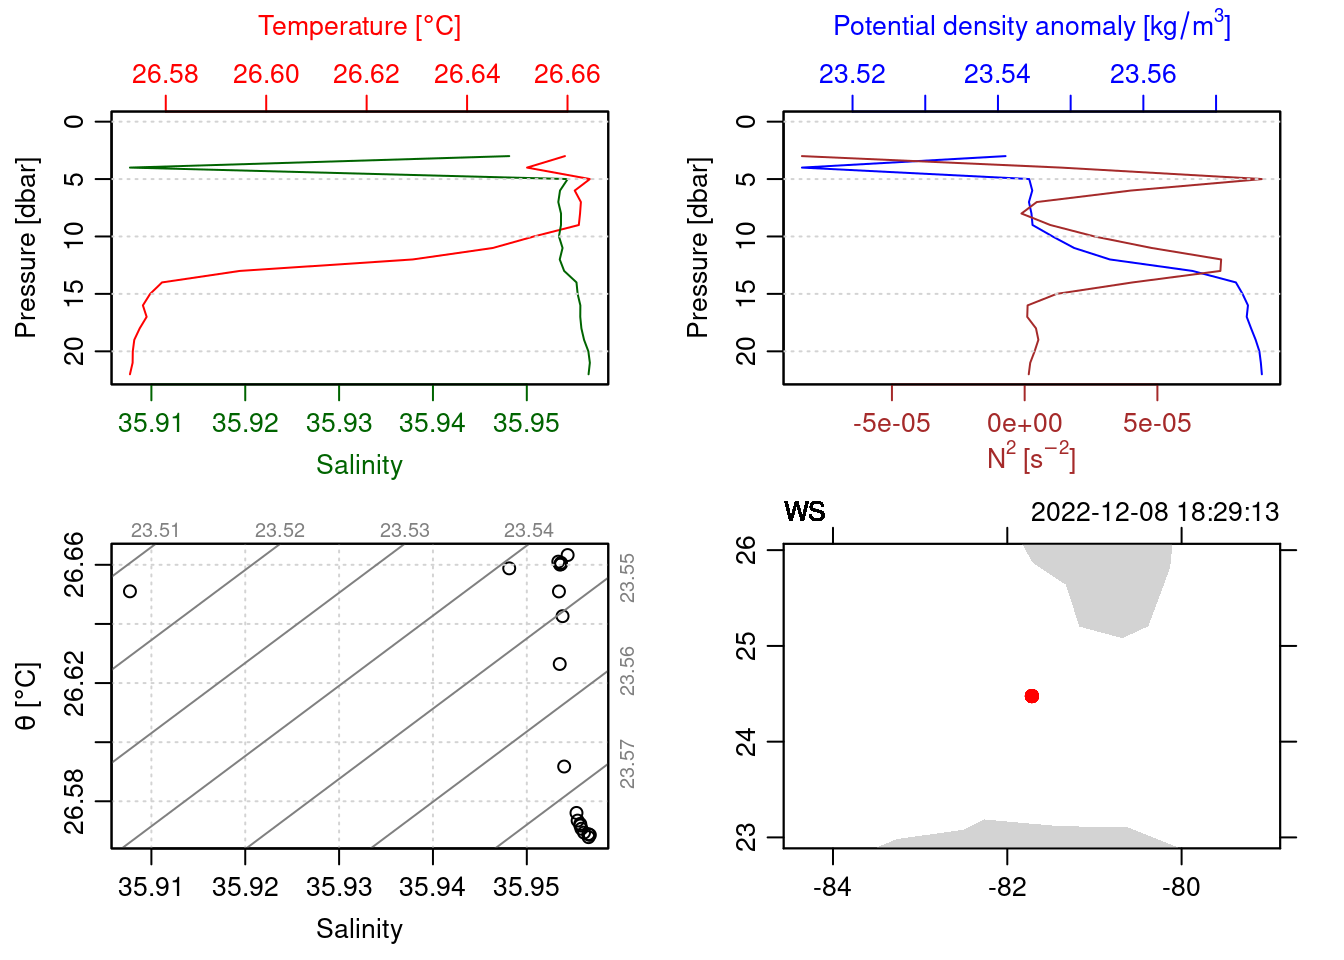 Temperature [°C]
26.58 26.60 26.62 26.64 26.66
Pressure [dbar]
0
5
10
15
20
35.91 35.92 35.93 35.94 35.95
Salinity
Potential density anomaly [kg/m³]
23.52 23.54 23.56
Pressure [dbar]
0
5
10
15
20
-5e-05 0e+00 5e-05
N² [s⁻²]
23.51 23.52 23.53 23.54
23.55
23.56
23.57
θ [°C]
26.66
26.62
26.58
35.91 35.92 35.93 35.94 35.95
Salinity
WS 2022-12-08 18:29:13
26
25
24
23
-84 -82 -80